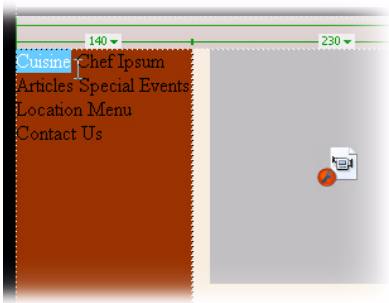 140 230
Cuisine Chef Ipsum
Articles Special Events
Location Menu
Contact Us